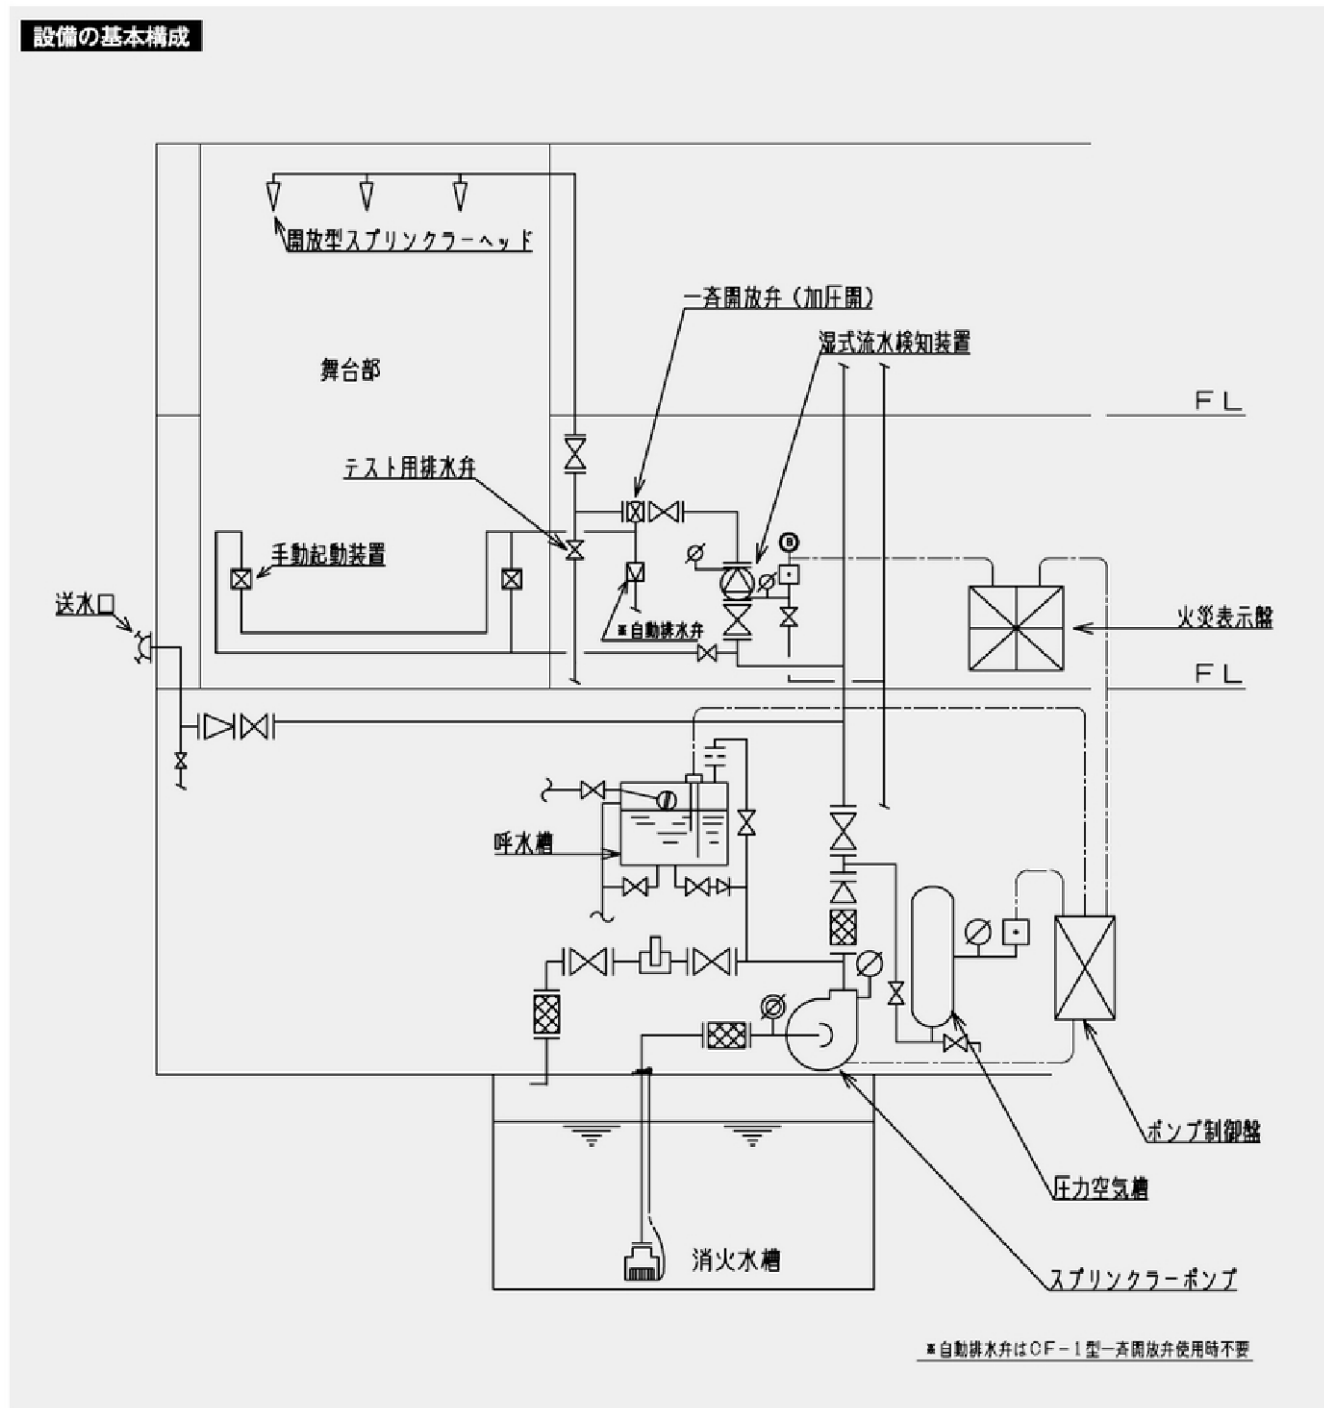 設備の基本構成
開放型スプリンクラーヘッド
一斉開放弁（加圧開）
湿式流水検知装置
舞台部
FL
テスト用排水弁
手動起動装置
送水口
※自動排水弁
火災表示盤
FL
呼水槽
ポンプ制御盤
圧力空気槽
消火水槽
スプリンクラーポンプ
※自動排水弁はCF-1型一斉開放弁使用時不要